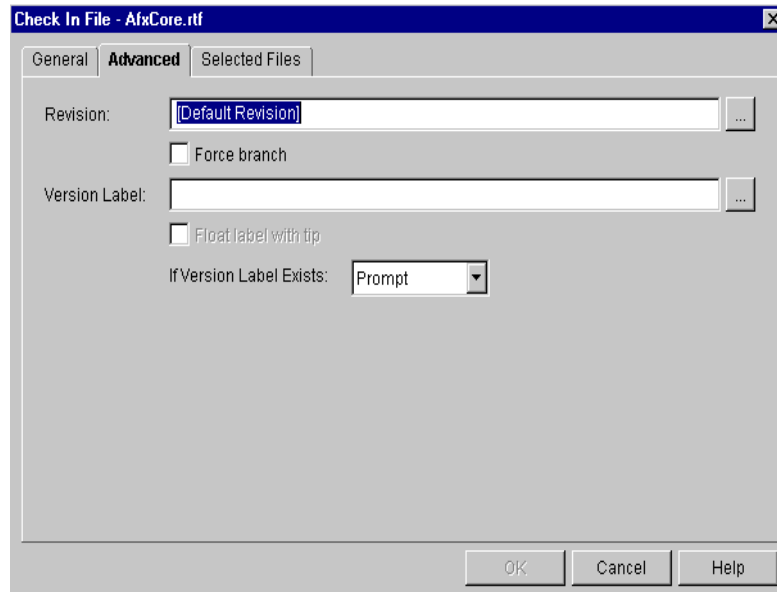 Check In File - AfxCore.rtf
General Advanced Selected Files
Revision: [Default Revision] ...
Force branch
Version Label: ...
Float label with tip
If Version Label Exists: Prompt
OK Cancel Help